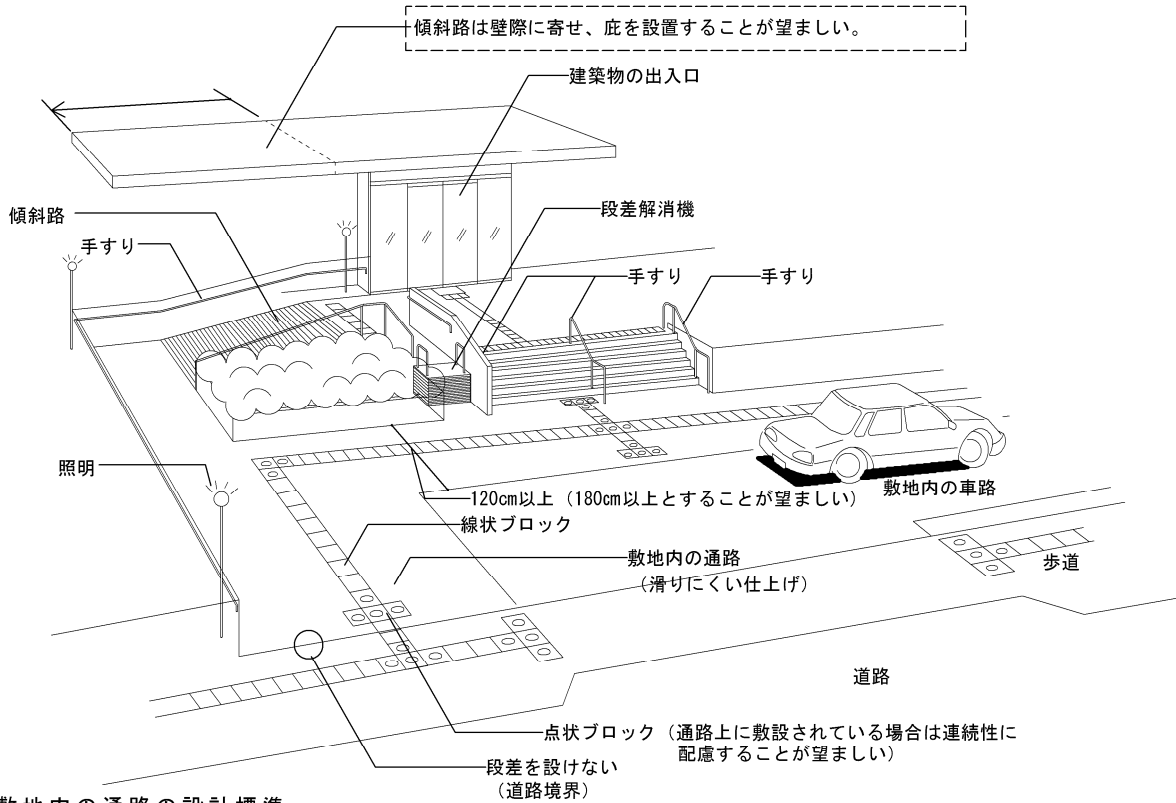 傾斜路は壁際に寄せ、庇を設置することが望ましい。
建築物の出入口
傾斜路
手すり
段差解消機
手すり
手すり
照明
120cm以上（180cm以上とすることが望ましい）
敷地内の車路
線状ブロック
敷地内の通路
（滑りにくい仕上げ）
歩道
道路
点状ブロック（通路上に敷設されている場合は連続性に
配慮することが望ましい）
段差を設けない
（道路境界）
敷地内の通路の設計標準